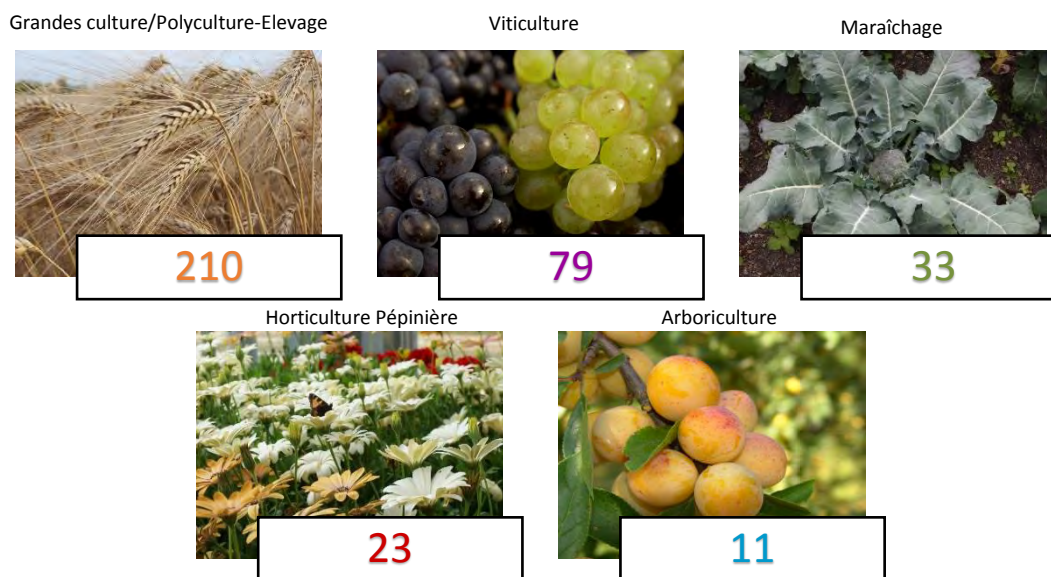 Grandes culture/Polyculture-Elevage
Viticulture
Maraîchage
210
79
33
Horticulture Pépinière
Arboriculture
23
11